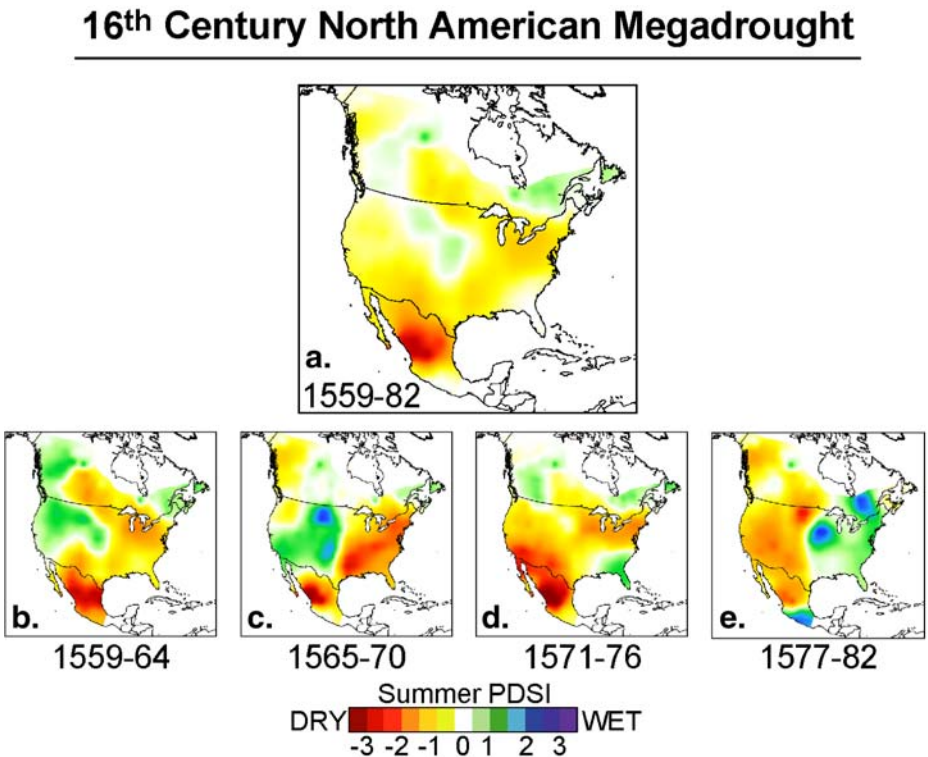 16th Century North American Megadrought
a.
1559-82
b.
c.
d.
e.
1559-64
1565-70
1571-76
1577-82
Summer PDSI
DRY WET
-3 -2 -1 0 1 2 3